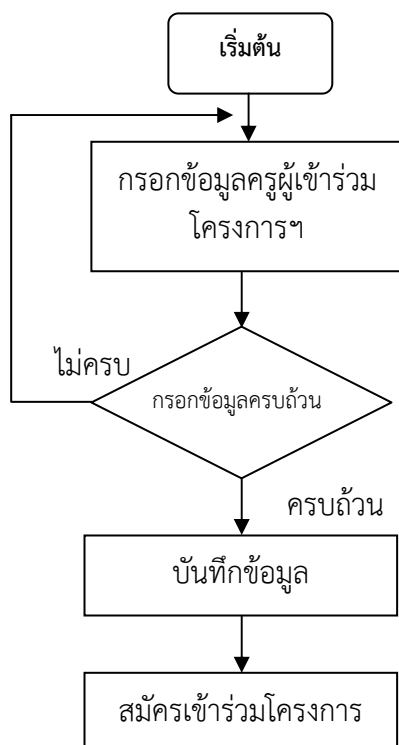 เริ่มต้น
กรอกข้อมูลครูผู้เข้าร่วม
โครงการฯ
ไม่ครบ
กรอกข้อมูลครบถ้วน
ครบถ้วน
บันทึกข้อมูล
สมัครเข้าร่วมโครงการ